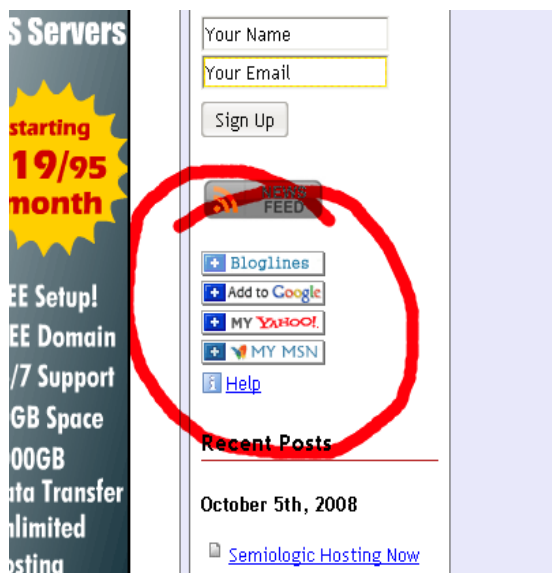 S Servers
starting
19/95
month
EE Setup!
EE Domain
/7 Support
GB Space
00GB
ata Transfer
nlimited
osting
Your Name
Your Email
Sign Up
NEWS
FEED
Bloglines
Add to Google
MY YAHOO!
MY MSN
Help
Recent Posts
October 5th, 2008
Semiologic Hosting Now